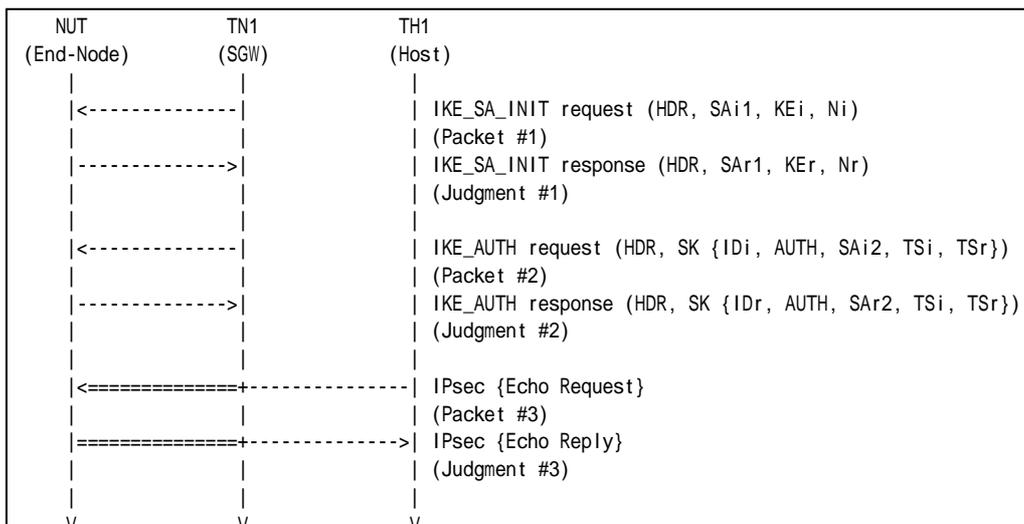 NUT TN1 TH1
(End-Node) (SGW) (Host)
| | |
|<--------------| | IKE_SA_INIT request (HDR, SAi1, KEi, Ni)
| | | (Packet #1)
|-------------->| | IKE_SA_INIT response (HDR, SAr1, KEr, Nr)
| | | (Judgment #1)
| | |
|<--------------| | IKE_AUTH request (HDR, SK {IDi, AUTH, SAi2, TSi, TSr})
| | | (Packet #2)
|-------------->| | IKE_AUTH response (HDR, SK {IDr, AUTH, SAr2, TSi, TSr})
| | | (Judgment #2)
| | |
|<==============+---------------| IPsec {Echo Request}
| | | (Packet #3)
|===============+-------------->| IPsec {Echo Reply}
| | | (Judgment #3)
| | |
V V V